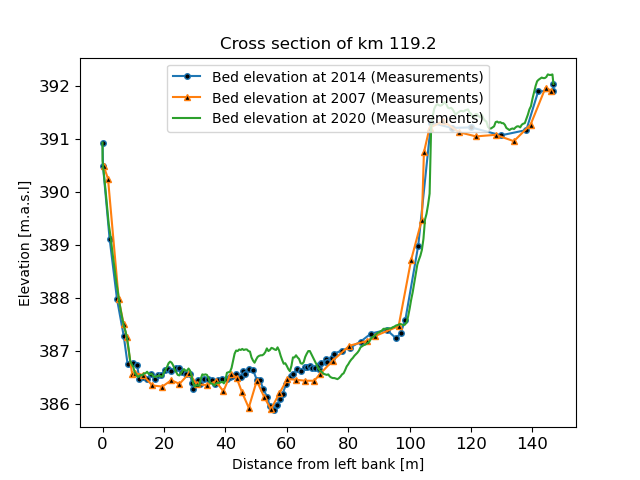 Cross section of km 119.2
Bed elevation at 2014 (Measurements)
Bed elevation at 2007 (Measurements)
Bed elevation at 2020 (Measurements)
Elevation [m.a.s.l]
392
391
390
389
388
387
386
0 20 40 60 80 100 120 140
Distance from left bank [m]